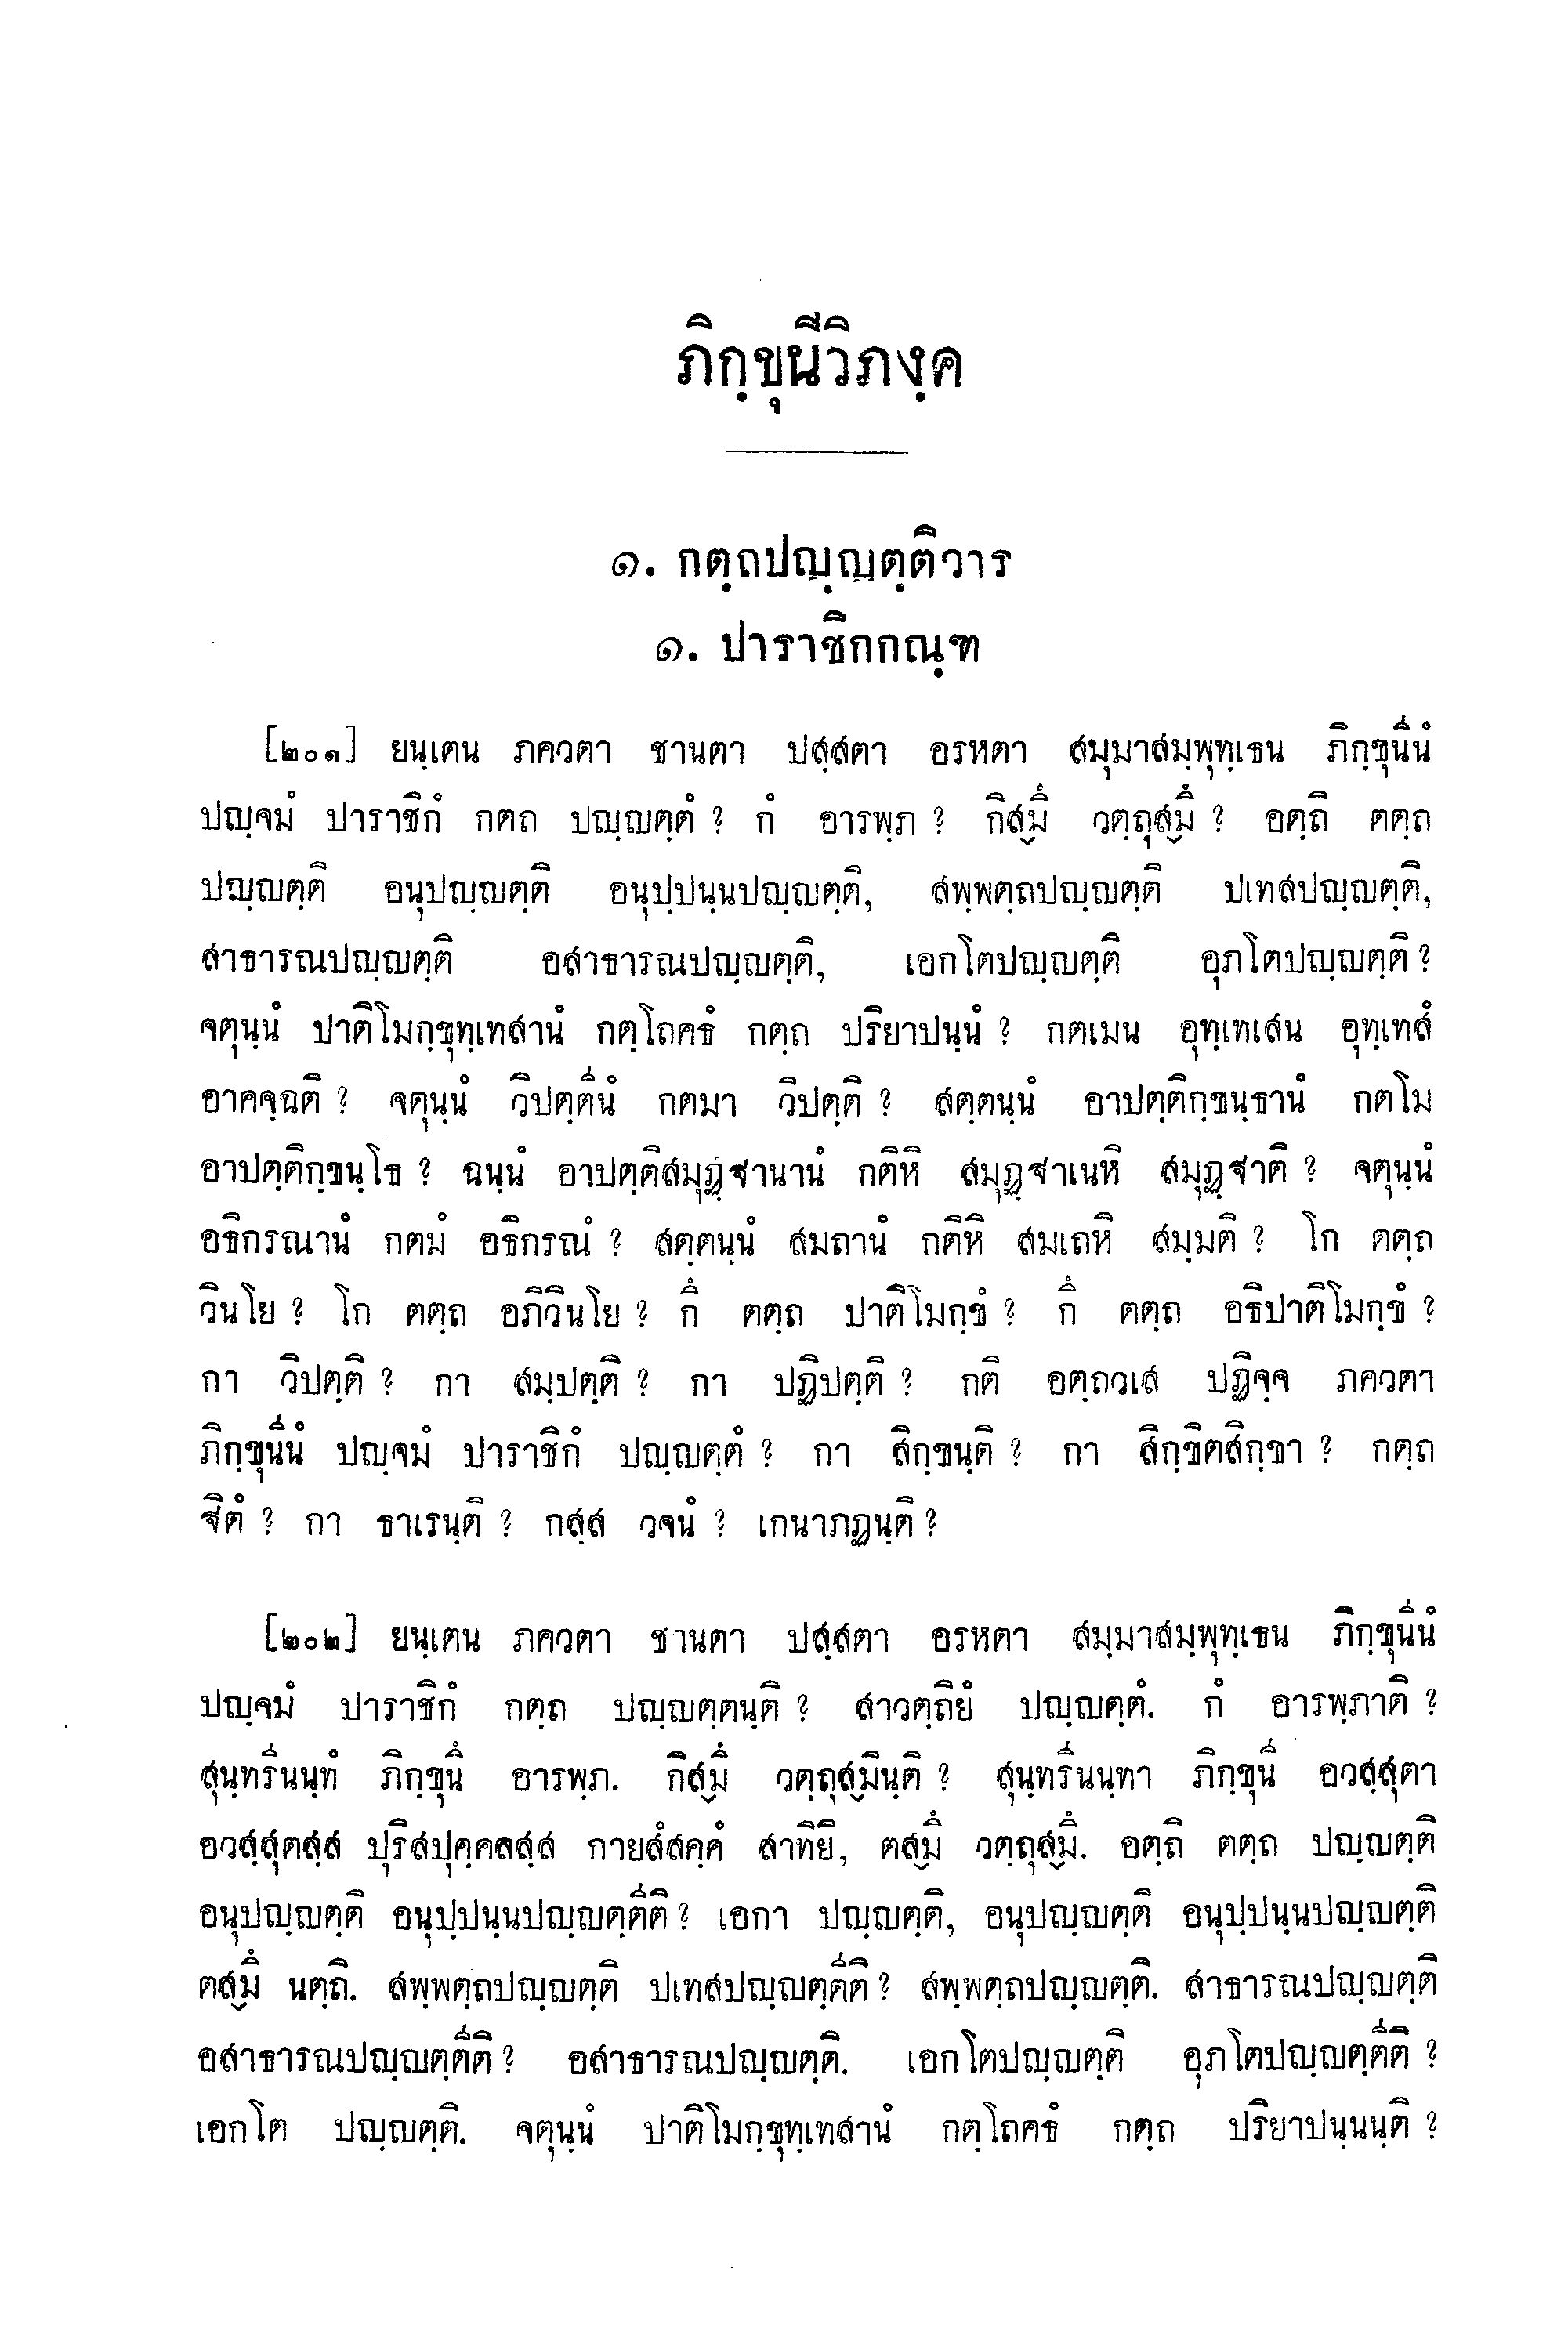 ภิกฺขุนีวิภงฺค
๑. กตฺถปญฺญตฺติวาร
๑. ปาราชิกกณฺฑ
[๒๐๑] ยนฺเตน ภควตา ชานตา ปสฺสตา อรหตา สมฺมาสมฺพุทฺเธน ภิกฺขุนีนํ
ปญฺจมํ ปาราชิกํ กตถ ปญฺญตฺตํ ? กํ อารพฺภ ? กิสฺมึ วตฺถุสฺมึ ? อตฺถิ ตตฺถ
ปญฺญตฺติ อนุปญฺญตฺติ อนุปฺปนฺนปญฺญตฺติ, สพฺพตฺถปญฺญตฺติ ปเทสปญฺญตฺติ,
สาธารณปญฺญตฺติ อสาธารณปญฺญตฺติ, เอกโตปญฺญตฺติ อุภโตปญฺญตฺติ ?
จตุนฺนํ ปาติโมกฺขุทฺเทสานํ กตฺโถคธํ กตฺถ ปริยาปนฺนํ ? กตเมน อุทฺเทเสน อุทฺเทสํ
อาคจฺฉติ ? จตุนฺนํ วิปตฺตีนํ กตมา วิปตฺติ ? สตฺตนฺนํ อาปตฺติกฺขนฺธานํ กตโม
อาปตฺติกฺขนฺโธ ? ฉนฺนํ อาปตฺติสมุฏฺฐานานํ กติหิ สมุฏฺฐาเนหิ สมุฏฺฐาติ ? จตุนฺนํ
อธิกรณานํ กตมํ อธิกรณํ ? สตฺตนฺนํ สมถานํ กติหิ สมเถหิ สมฺมติ ? โก ตตฺถ
วินโย ? โก ตตฺถ อภิวินโย ? กึ ตตฺถ ปาติโมกฺขํ ? กึ ตตฺถ อธิปาติโมกฺขํ ?
กา วิปตฺติ ? กา สมฺปตฺติ ? กา ปฏิปตฺติ ? กติ อตฺถวเส ปฏิจฺจ ภควตา
ภิกฺขุนีนํ ปญฺจมํ ปาราชิกํ ปญฺญตฺตํ ? กา สิกฺขนฺติ ? กา สิกฺขิตสิกฺขา ? กตฺถ
ฐิตํ ? กา ธาเรนฺติ ? กสฺส วจนํ ? เกนาภฏนฺติ ?
[๒๐๒] ยนฺเตน ภควตา ชานตา ปสฺสตา อรหตา สมฺมาสมฺพุทฺเธน ภิกฺขุนีนํ
ปญฺจมํ ปาราชิกํ กตฺถ ปญฺญตฺตนฺติ ? สาวตฺถิยํ ปญฺญตฺตํ. กํ อารพฺภาติ ?
สุนฺทรีนนฺทํ ภิกฺขุนึ อารพฺภ. กิสฺมึ วตฺถุสฺมินฺติ ? สุนฺทรีนนฺทา ภิกฺขุนี อวสฺสุตา
อวสฺสุตสฺส ปุริสปุคฺคลสฺส กายสํสคฺคํ สาทิยิ, ตสฺมึ วตฺถุสฺมึ. อตฺถิ ตตฺถ ปญฺญตฺติ
อนุปญฺญตฺติ อนุปฺปนฺนปญฺญตฺตีติ ? เอกา ปญฺญตฺติ, อนุปญฺญตฺติ อนุปฺปนฺนปญฺญตฺติ
ตสฺมึ นตฺถิ. สพฺพตฺถปญฺญตฺติ ปเทสปญฺญตฺตีติ ? สพฺพตฺถปญฺญตฺติ. สาธารณปญฺญตฺติ
อสาธารณปญฺญตฺตีติ ? อสาธารณปญฺญตฺติ. เอกโตปญฺญตฺติ อุภโตปญฺญตฺตีติ ?
เอกโต ปญฺญตฺติ. จตุนฺนํ ปาติโมกฺขุทฺเทสานํ กตฺโถคธํ กตฺถ ปริยาปนฺนนฺติ ?